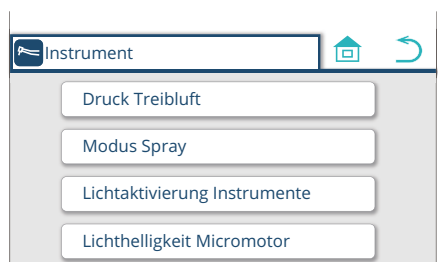 Instrument
Druck Treibluft
Modus Spray
Lichtaktivierung Instrumente
Lichthelligkeit Micromotor